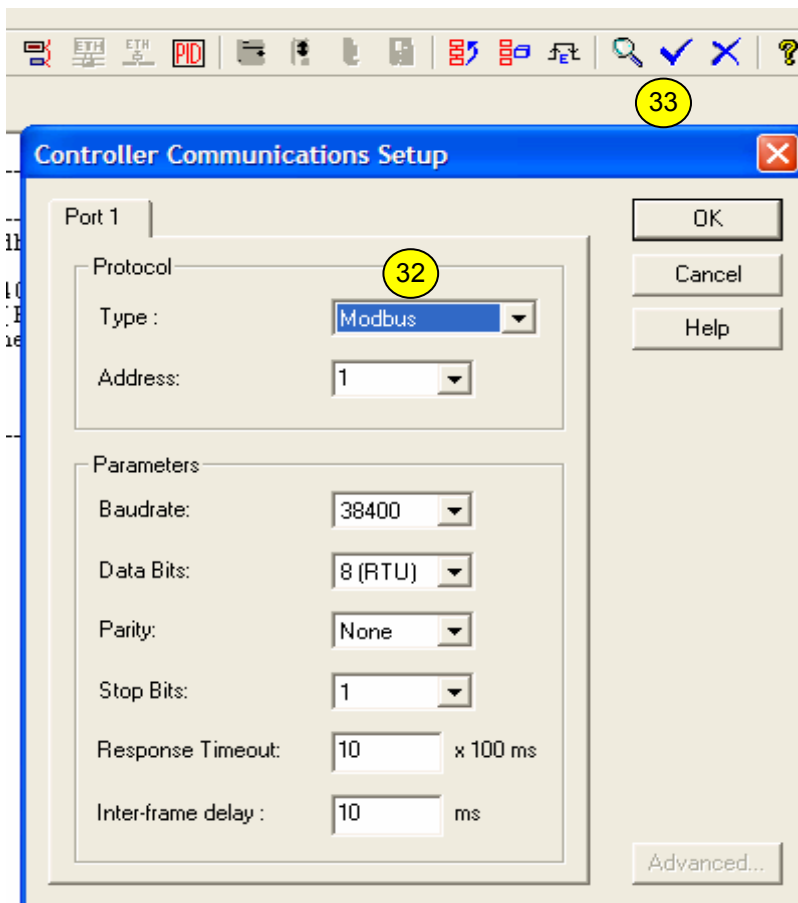 ETH ETH PID E ?
33
Controller Communications Setup
Port 1
OK
Protocol
32
Cancel
Type :
Modbus
Help
Address:
1
Parameters
Baudrate:
38400
Data Bits:
8 (RTU)
Parity:
None
Stop Bits:
1
Response Timeout:
10 x 100 ms
Inter-frame delay :
10 ms
Advanced...